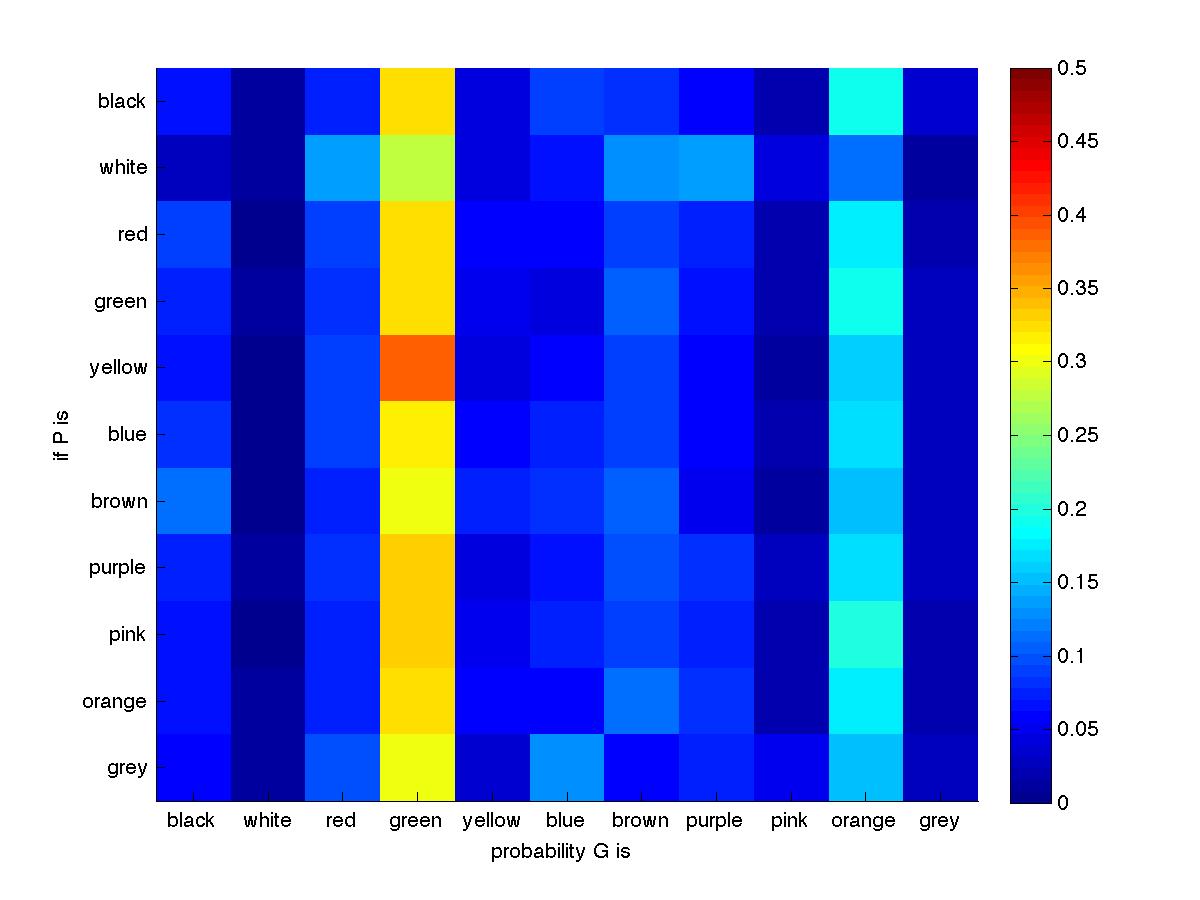 black
white
red
green
yellow
blue
brown
purple
pink
orange
grey
if P is
black white red green yellow blue brown purple pink orange grey
probability G is
0.5
0.45
0.4
0.35
0.3
0.25
0.2
0.15
0.1
0.05
0